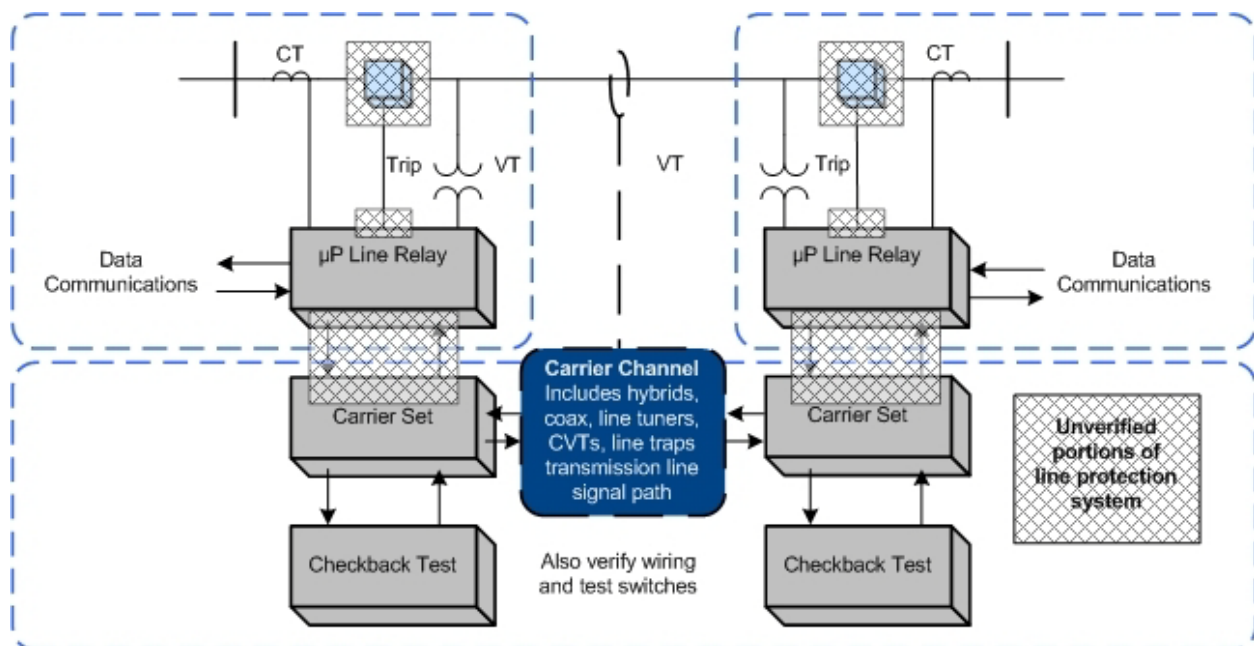 CT
CT
Trip
VT
VT
Trip
µP Line Relay
µP Line Relay
Data
Communications
Data
Communications
Carrier Channel
Includes hybrids,
coax, line tuners,
CVTs, line traps
transmission line
signal path
Carrier Set
Carrier Set
Unverified
portions of
line protection
system
Checkback Test
Also verify wiring
and test switches
Checkback Test